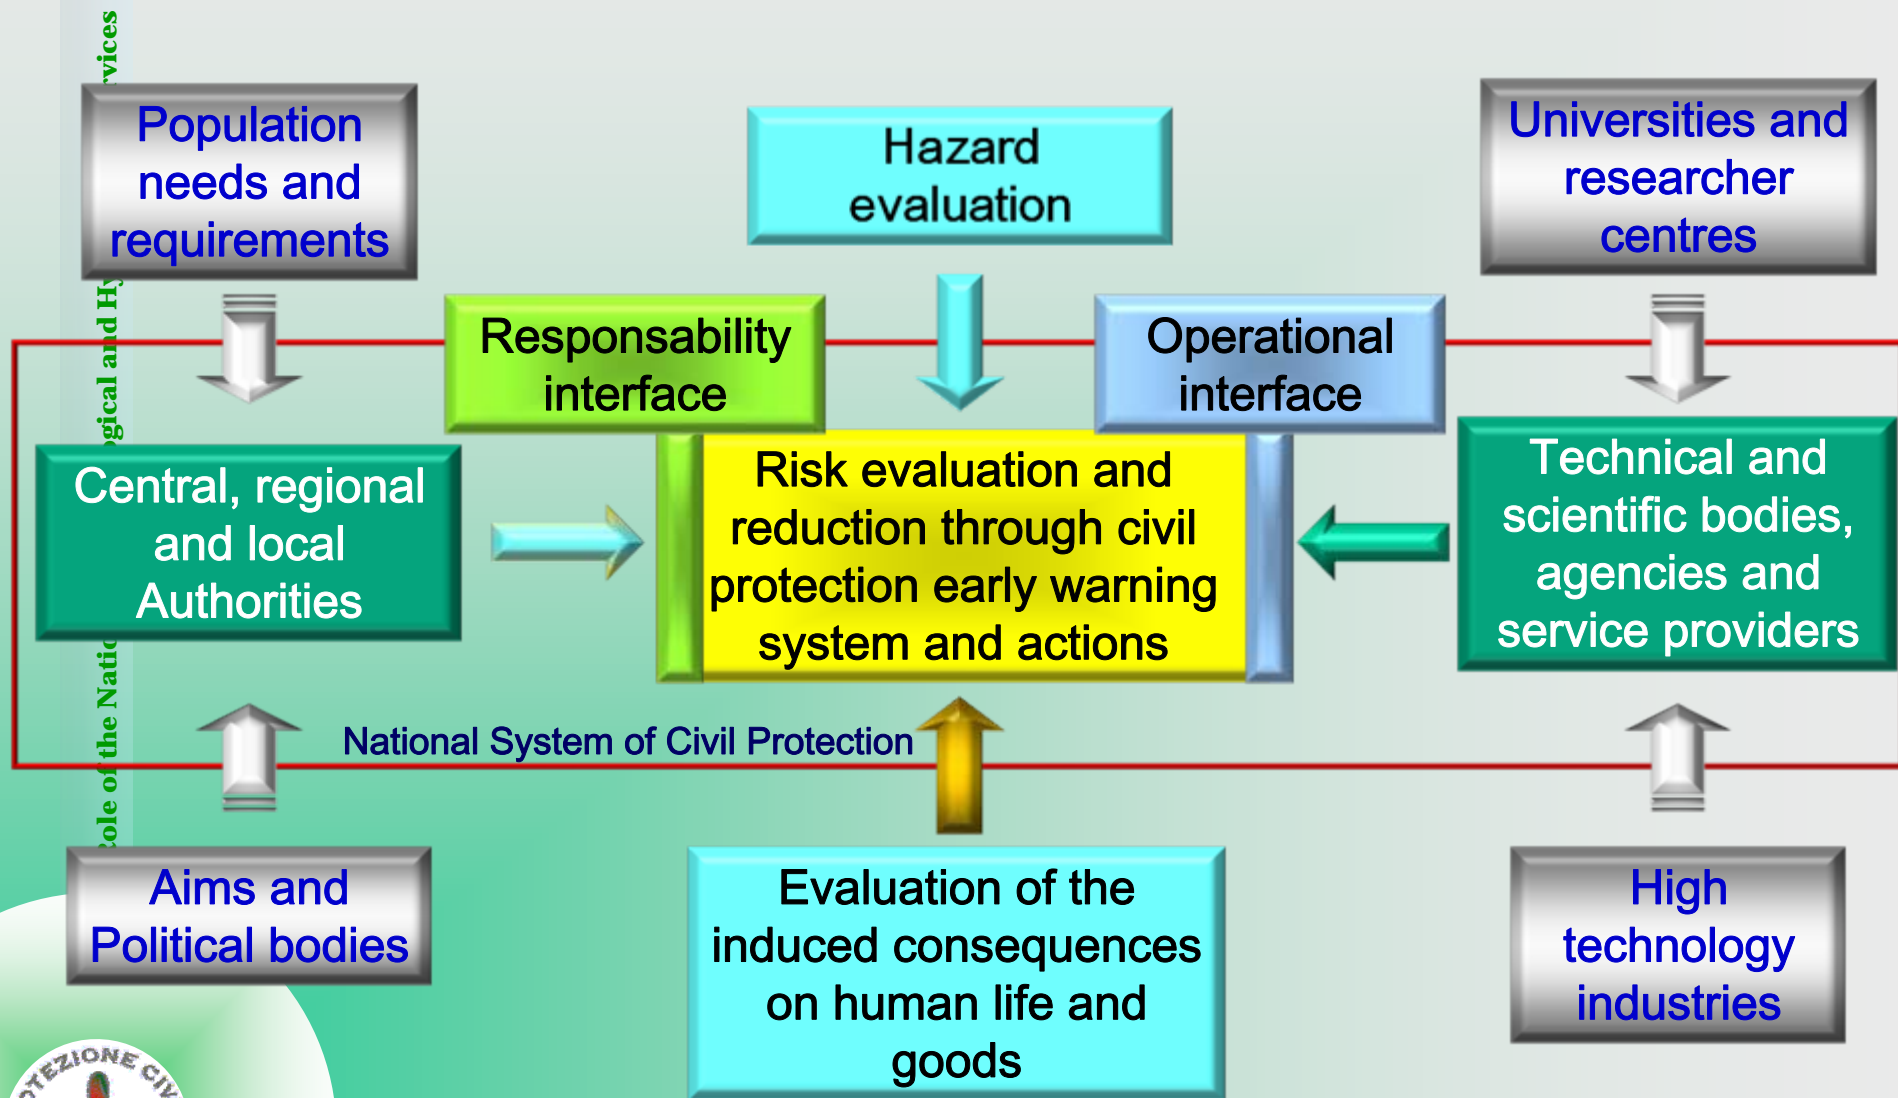 Population
needs and
requirements
Hazard
evaluation
Universities and
researcher
centres
Responsability
interface
Operational
interface
Central, regional
and local
Authorities
Risk evaluation and
reduction through civil
protection early warning
system and actions
Technical and
scientific bodies,
agencies and
service providers
National System of Civil Protection
Aims and
Political bodies
Evaluation of the
induced consequences
on human life and
goods
High
technology
industries
of the
and